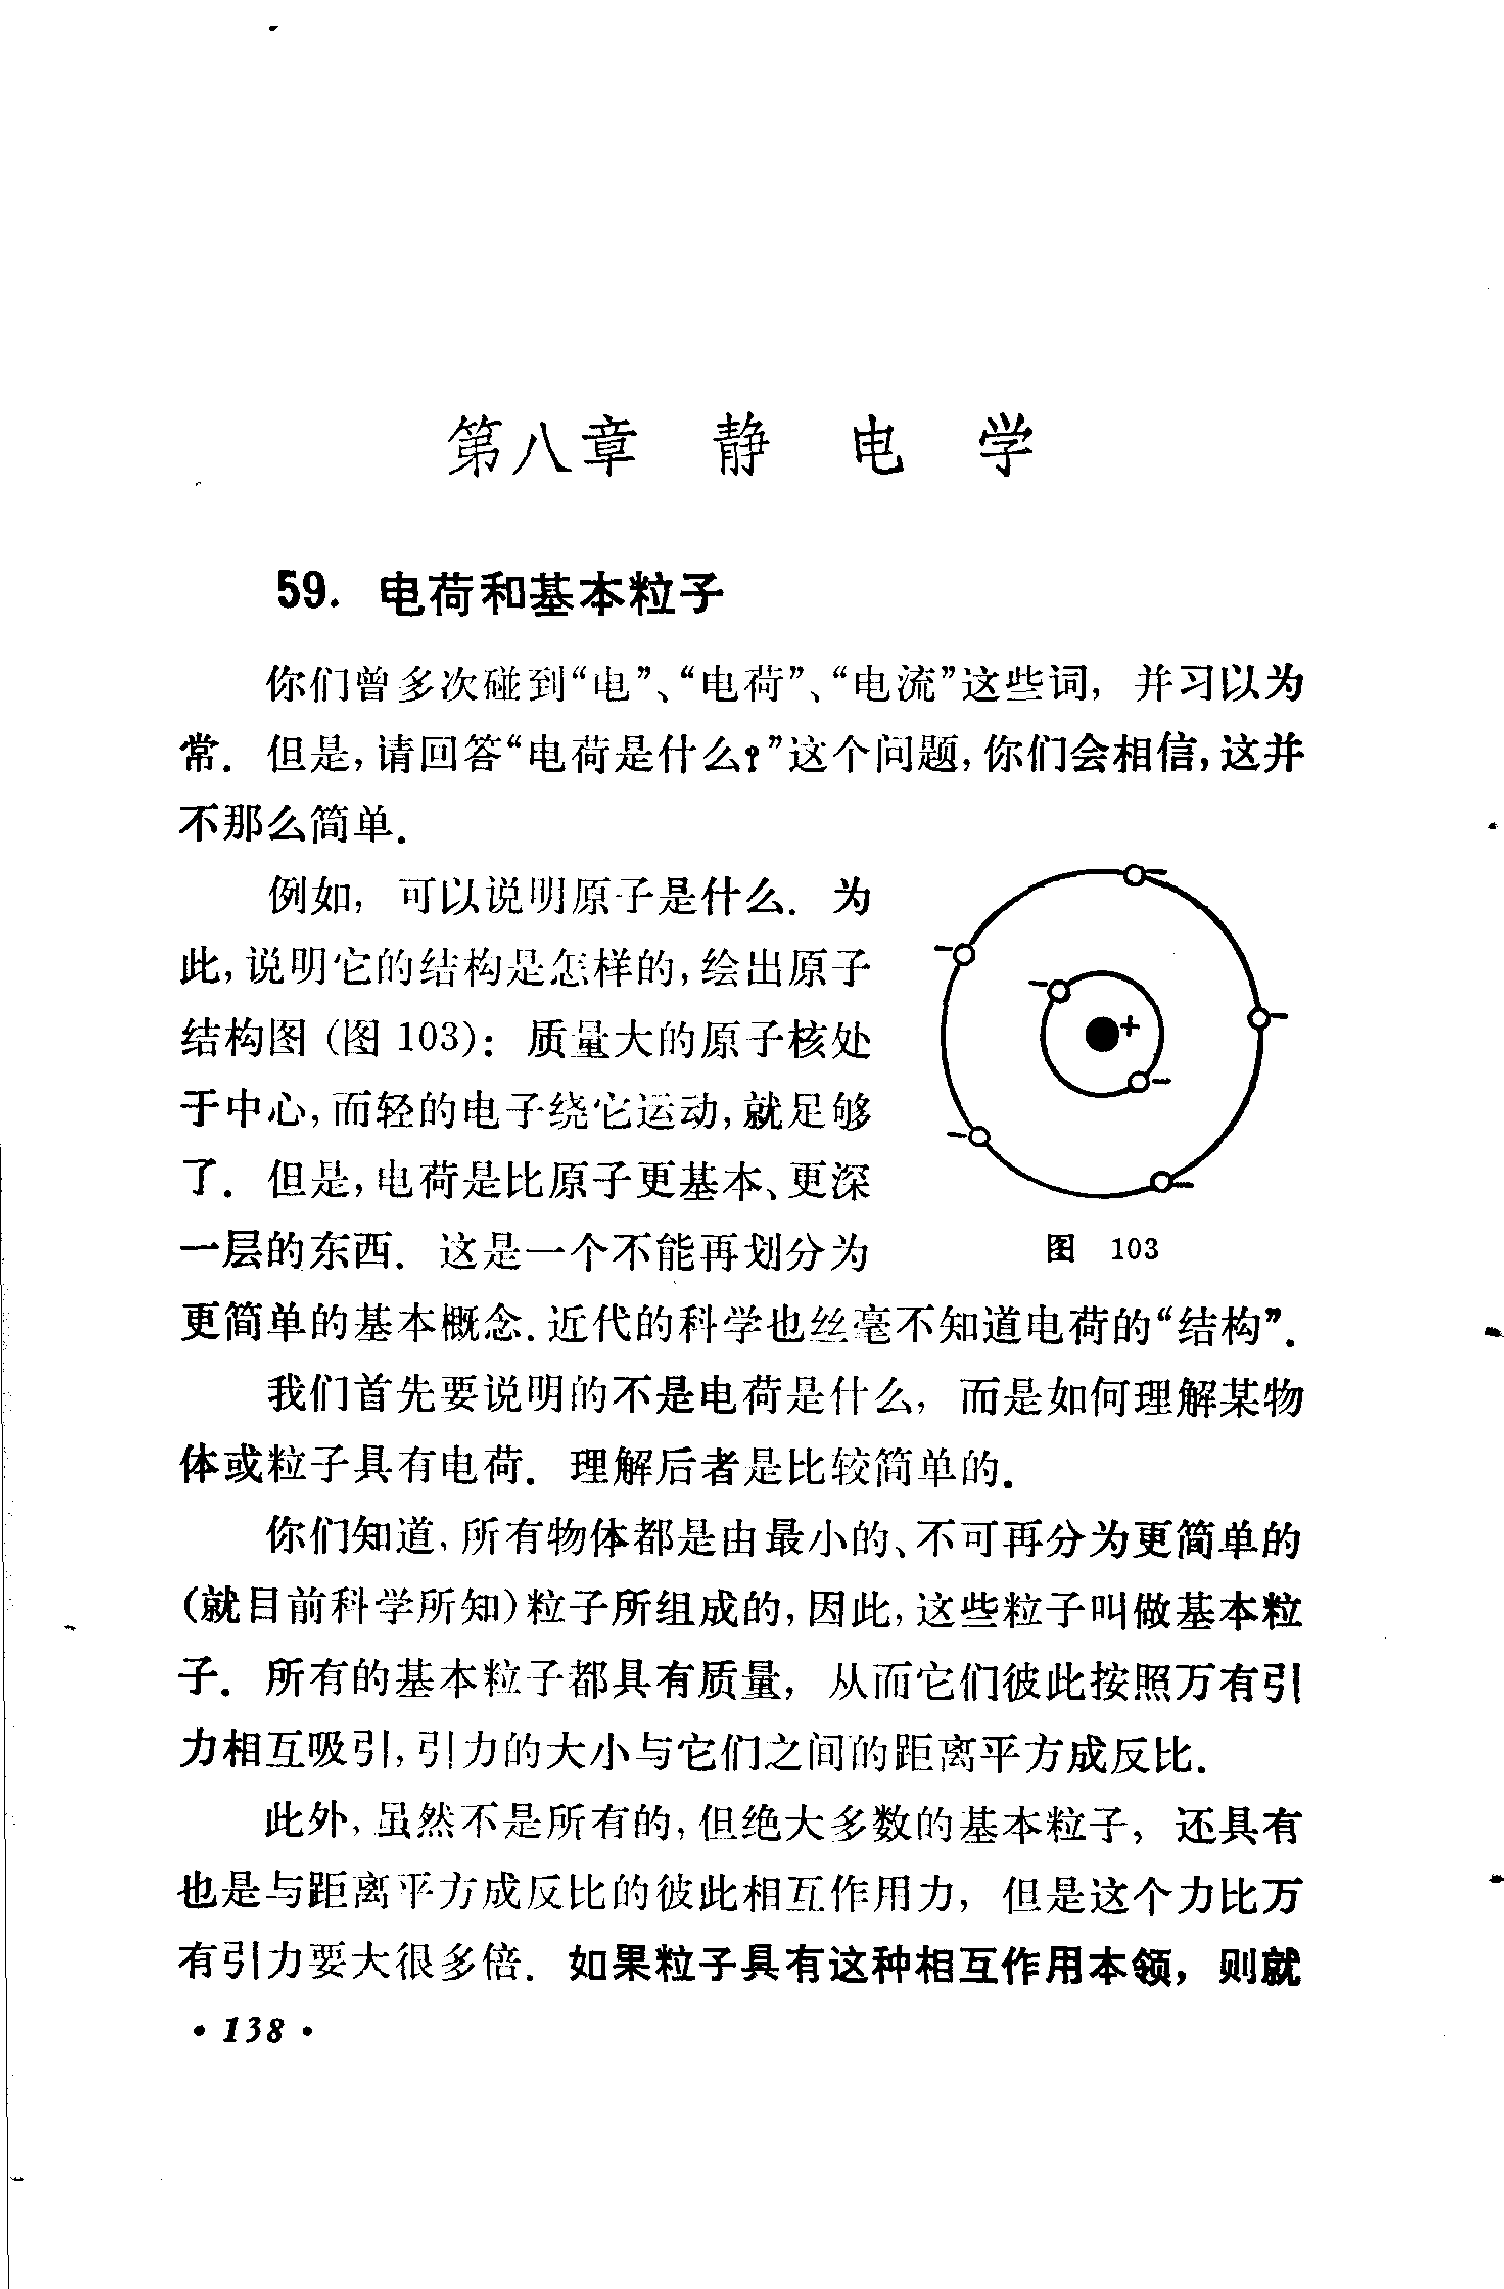 第八章 静 电 学
59. 电荷和基本粒子
你们曾多次碰到“电”、“电荷”、“电流”这些词, 并习以为
常. 但是, 请回答“电荷是什么?”这个问题, 你们会相信, 这并
不那么简单.
例如, 可以说明原子是什么. 为
此, 说明它的结构是怎样的, 绘出原子
结构图 (图 103): 质量大的原子核处
于中心, 而轻的电子绕它运动, 就足够
了. 但是, 电荷是比原子更基本、更深
一层的东西. 这是一个不能再划分为
- - - - - - - +
图 103
更简单的基本概念. 近代的科学也丝毫不知道电荷的“结构”.
我们首先要说明的不是电荷是什么, 而是如何理解某物
体或粒子具有电荷. 理解后者是比较简单的.
你们知道, 所有物体都是由最小的、不可再分为更简单的
(就目前科学所知)粒子所组成的, 因此, 这些粒子叫做基本粒
子. 所有的基本粒子都具有质量, 从而它们彼此按照万有引
力相互吸引, 引力的大小与它们之间的距离平方成反比.
此外, 虽然不是所有的, 但绝大多数的基本粒子, 还具有
也是与距离平方成反比的彼此相互作用力, 但是这个力比万
有引力要大很多倍. 如果粒子具有这种相互作用本领, 则就
· 138 ·